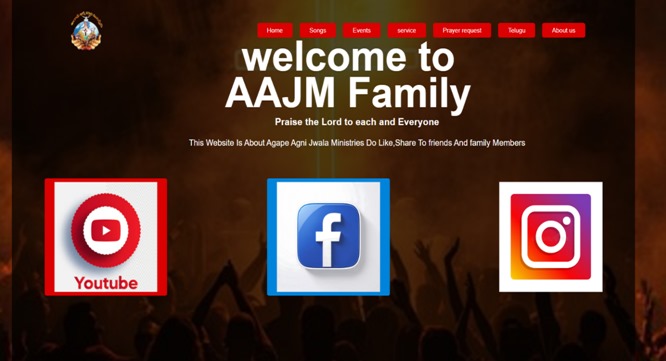 Home Songs Events service Prayer request Telugu About us
welcome to
AAJM Family
Praise the Lord to each and Everyone
This Website Is About Agape Agni Jwala Ministries Do Like,Share To friends And family Members
Youtube